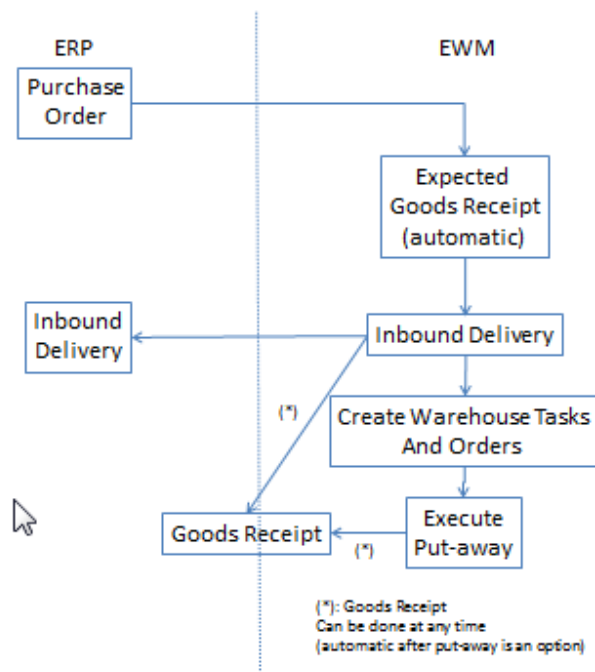 ERP
EWM
Purchase
Order
Expected
Goods Receipt
(automatic)
Inbound
Delivery
Inbound Delivery
(*)
Create Warehouse Tasks
And Orders
Goods Receipt
(*)
Execute
Put-away
(*): Goods Receipt
Can be done at any time
(automatic after put-away is an option)